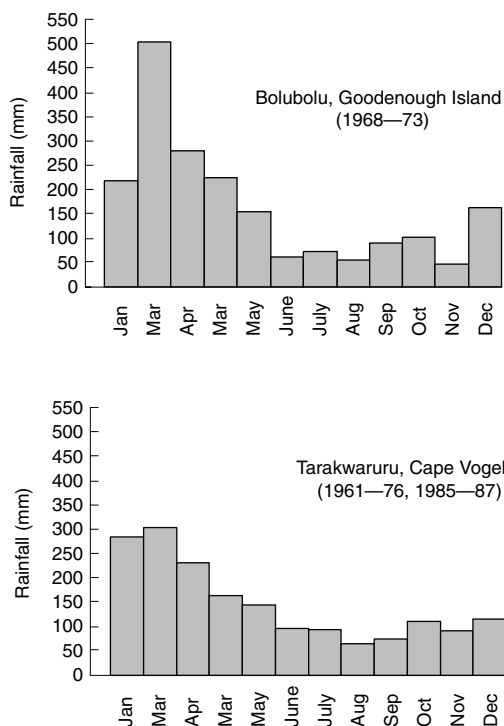 550
500
450
400
350
300
250
200
150
100
50
0
Rainfall (mm)
Bolubolu, Goodenough Island
(1968—73)
Jan
Mar
Apr
Mar
May
June
July
Aug
Sep
Oct
Nov
Dec
550
500
450
400
350
300
250
200
150
100
50
0
Rainfall (mm)
Tarakwaruru, Cape Vogel
(1961—76, 1985—87)
Jan
Mar
Apr
Mar
May
June
July
Aug
Sep
Oct
Nov
Dec